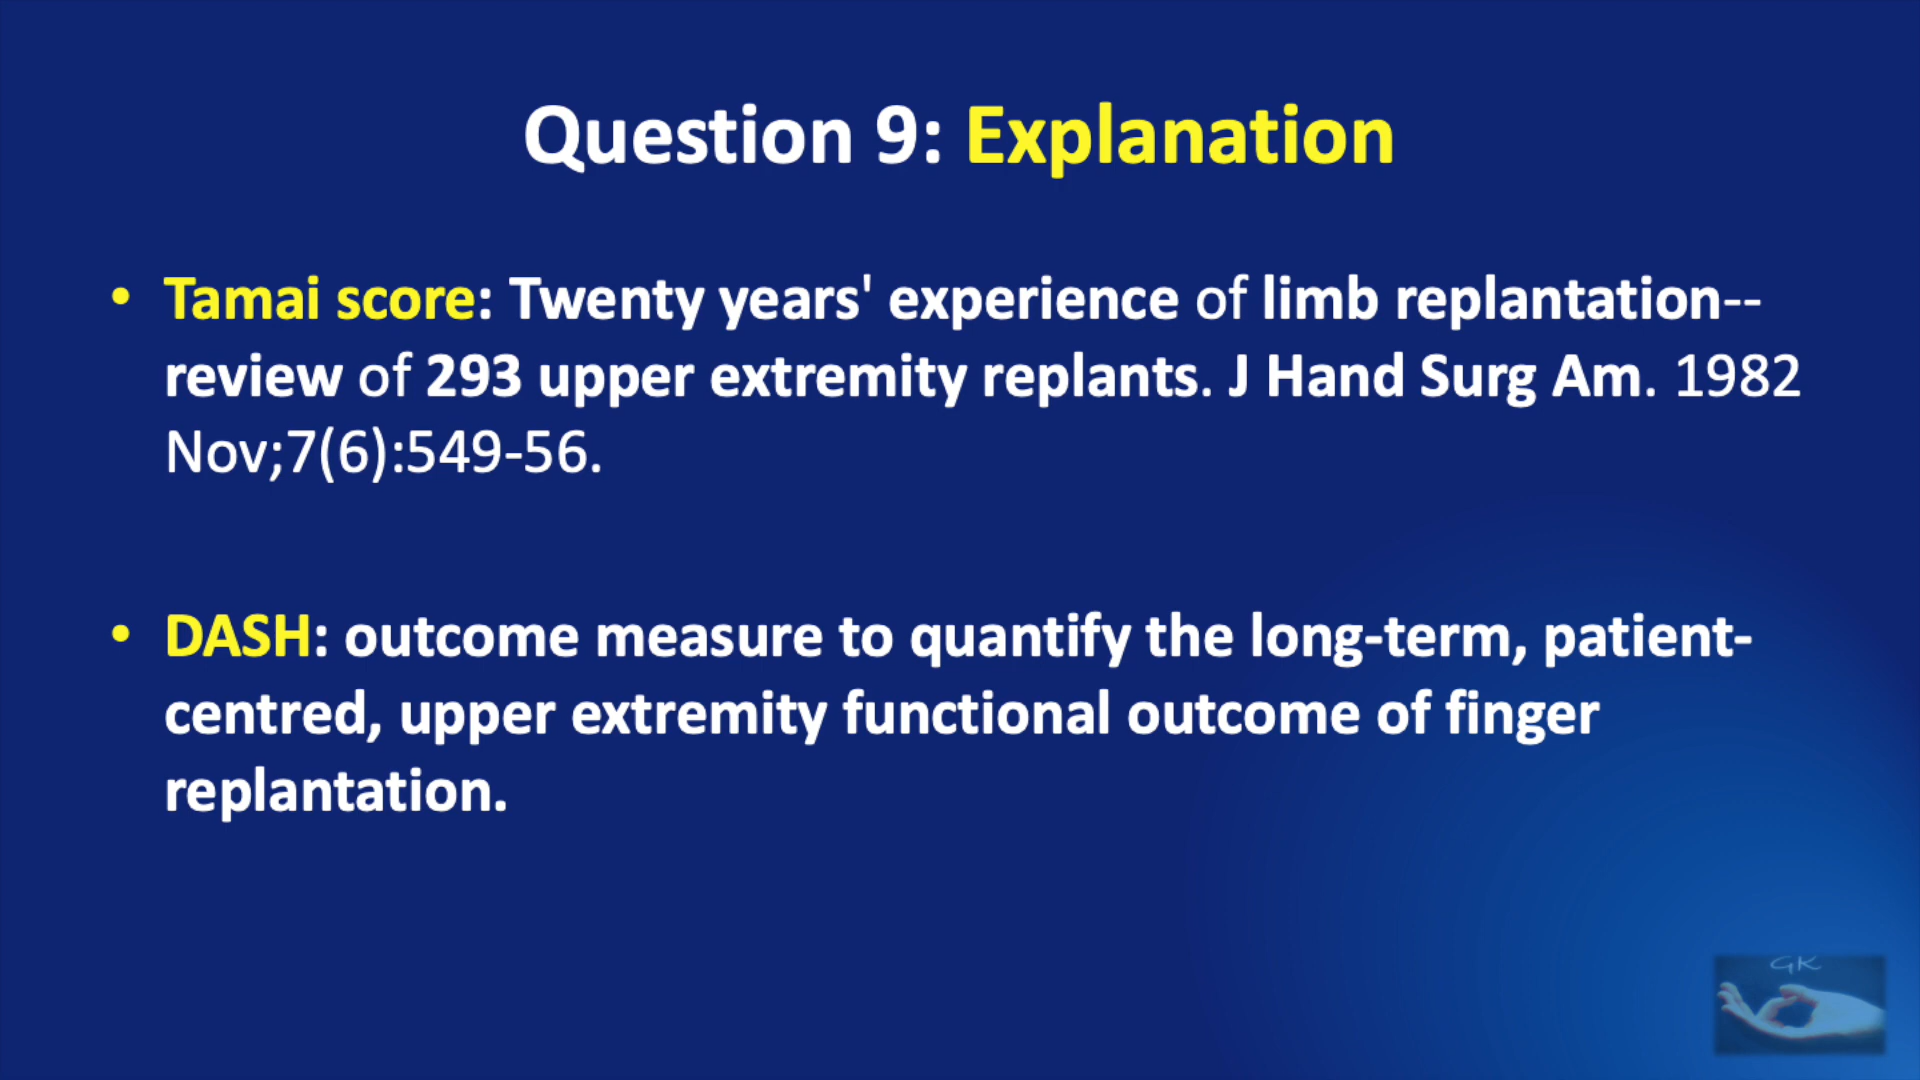 Question 9: Explanation
• Tamai score: Twenty years' experience of limb replantation--
review of 293 upper extremity replants. J Hand Surg Am. 1982
Nov;7(6):549-56.
• DASH: outcome measure to quantify the long-term, patient-
centred, upper extremity functional outcome of finger
replantation.
GK